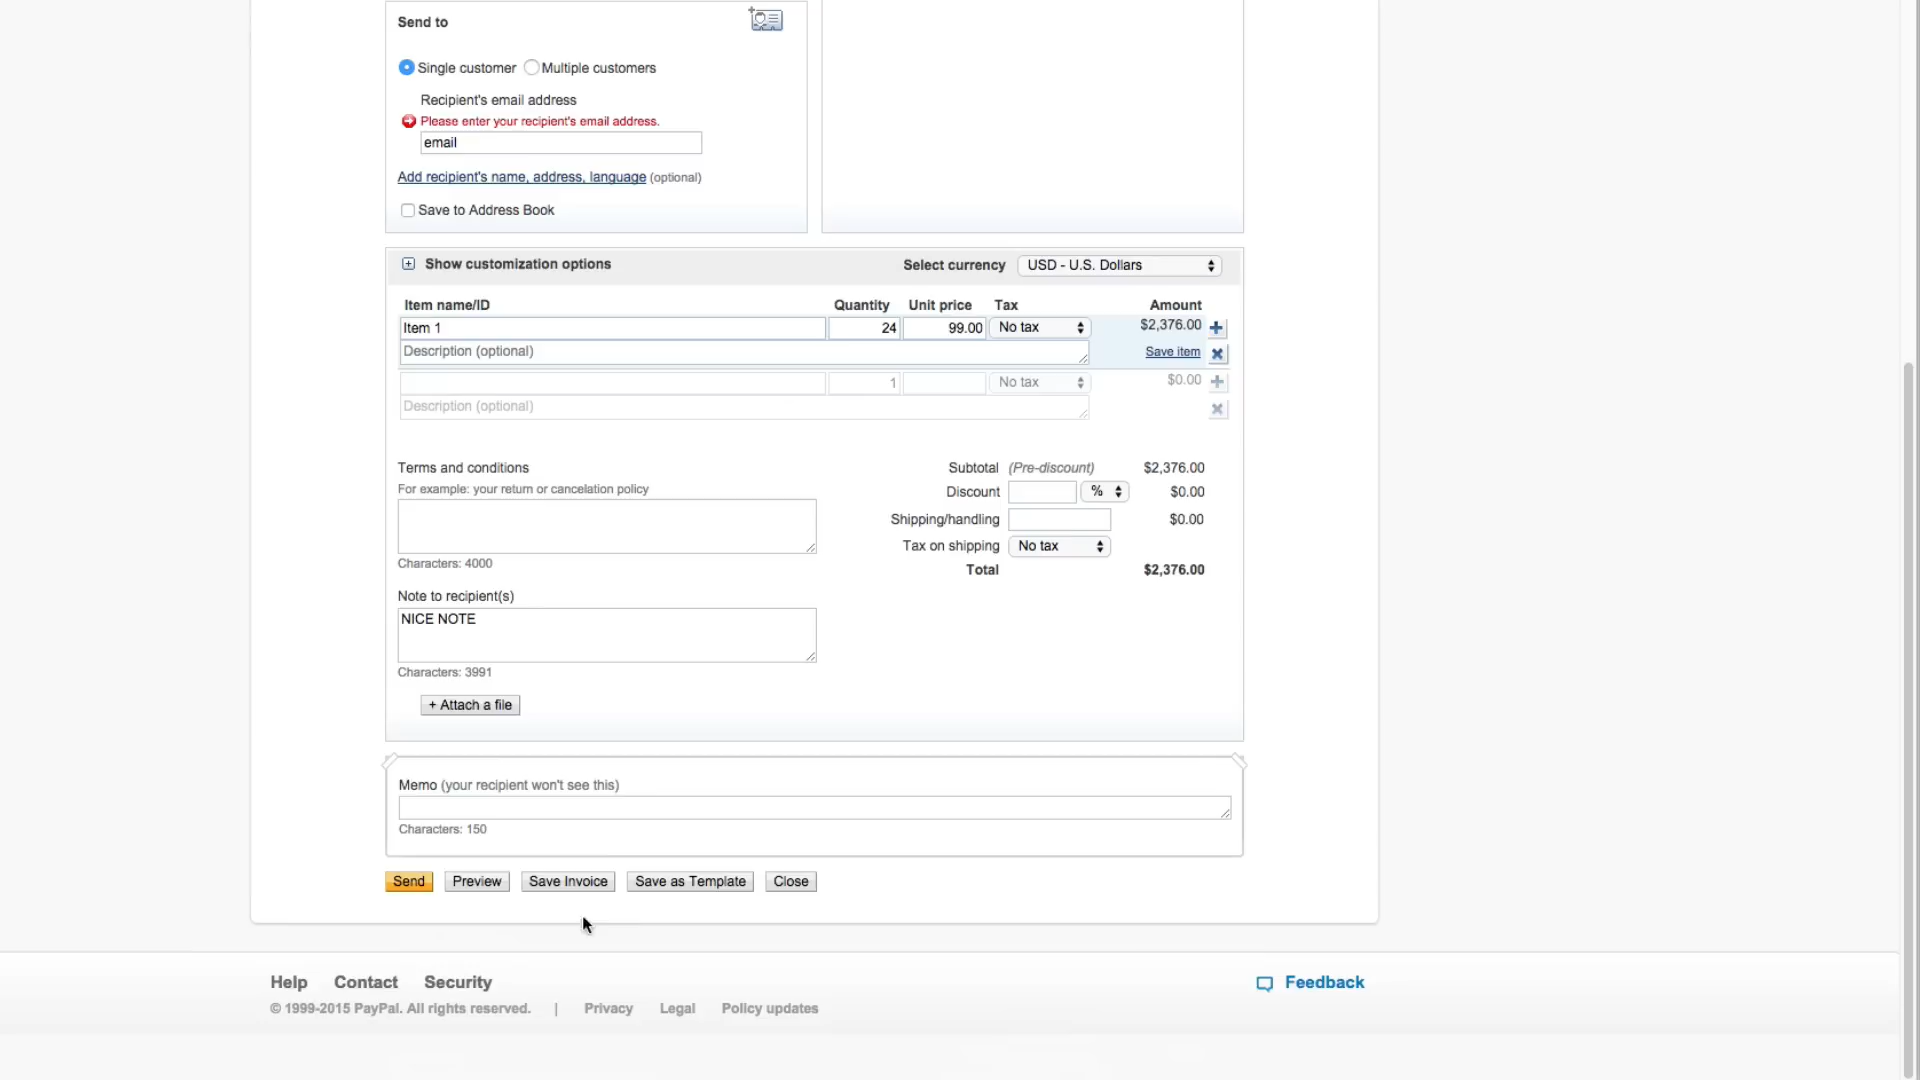 Send to
Single customer Multiple customers
Recipient's email address
Please enter your recipient's email address.
email
Add recipient's name, address, language (optional)
Save to Address Book
Show customization options Select currency USD - U.S. Dollars
Item name/ID Quantity Unit price Tax Amount
Item 1 24 99.00 No tax $2,376.00
Description (optional) Save item
1 No tax $0.00
Description (optional)
Terms and conditions Subtotal (Pre-discount) $2,376.00
For example: your return or cancelation policy
Discount % $0.00
Shipping/handling $0.00
Tax on shipping No tax
Characters: 4000 Total $2,376.00
Note to recipient(s)
NICE NOTE
Characters: 3991
+ Attach a file
Memo (your recipient won't see this)
Characters: 150
Send Preview Save Invoice Save as Template Close
Help Contact Security Feedback
© 1999-2015 PayPal. All rights reserved. | Privacy Legal Policy updates